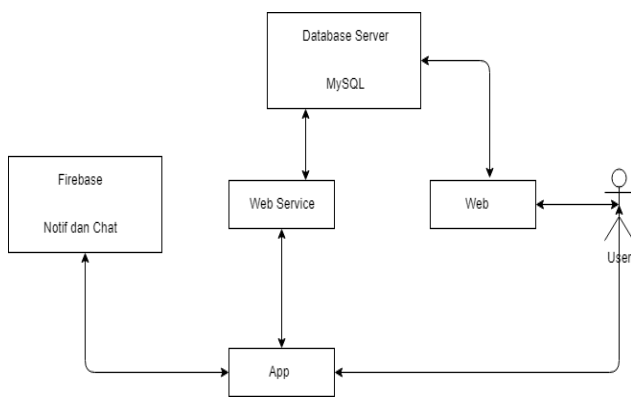 Database Server
MySQL
Firebase
Notif dan Chat
Web Service
Web
User
App